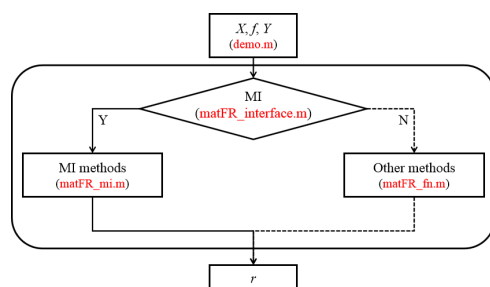 X, f, Y
(demo.m)
MI
(matFR_interface.m)
Y
N
MI methods
(matFR_mi.m)
Other methods
(matFR_fn.m)
r